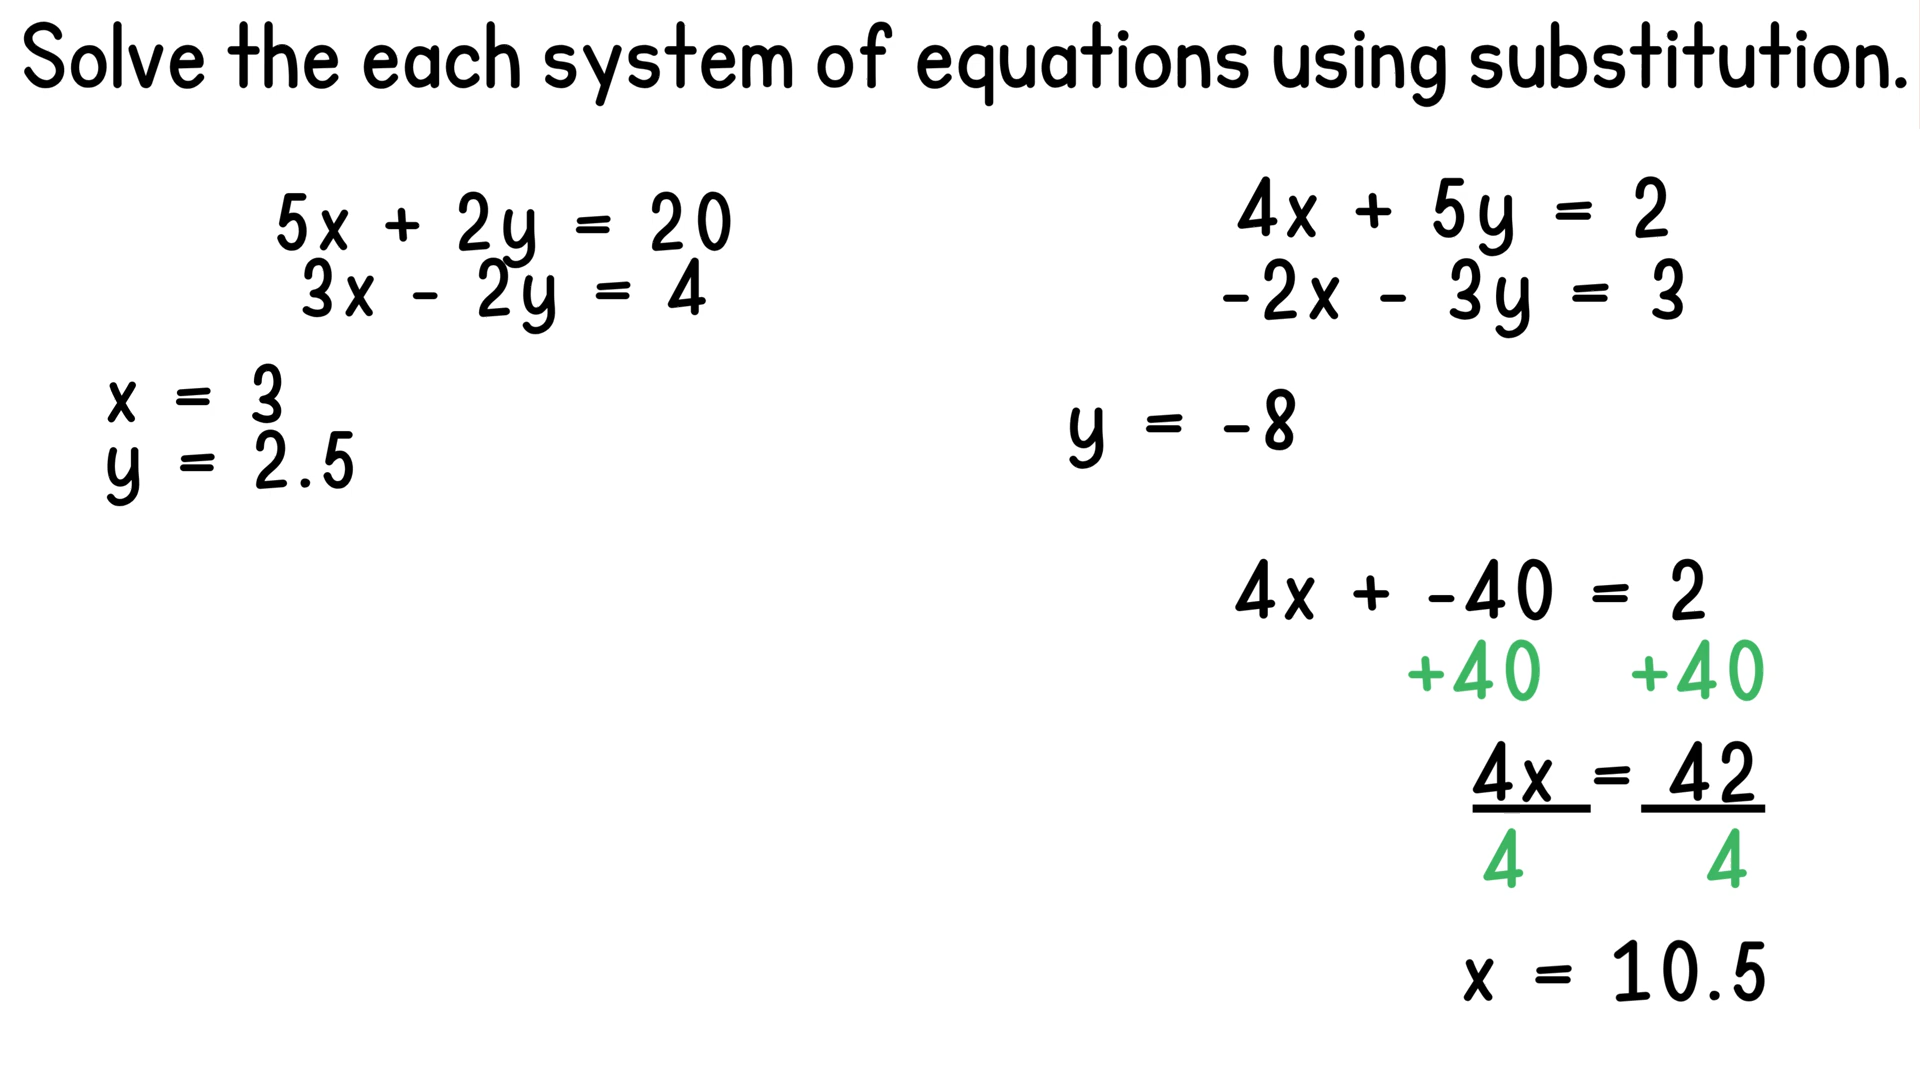 Solve the each system of equations using substitution.
5x + 2y = 20
3x - 2y = 4
x = 3
y = 2.5
4x + 5y = 2
-2x - 3y = 3
y = -8
4x + -40 = 2
+40 +40
4x = 42
4 4
x = 10.5